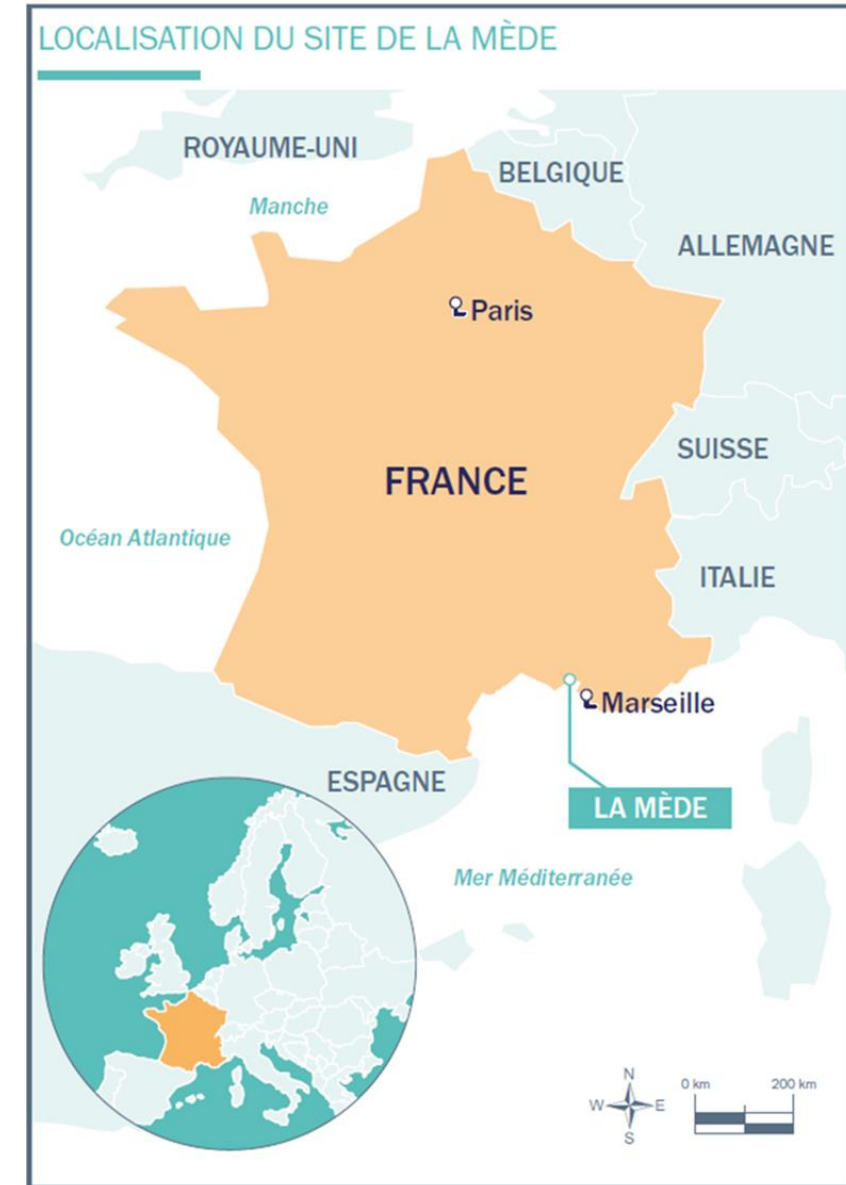 LOCALISATION DU SITE DE LA MÈDE
ROYAUME-UNI
BELGIQUE
Manche
ALLEMAGNE
Paris
SUISSE
FRANCE
Océan Atlantique
ITALIE
Marseille
ESPAGNE
LA MÈDE
Mer Méditerranée
N
W
E
S
0 km
200 km